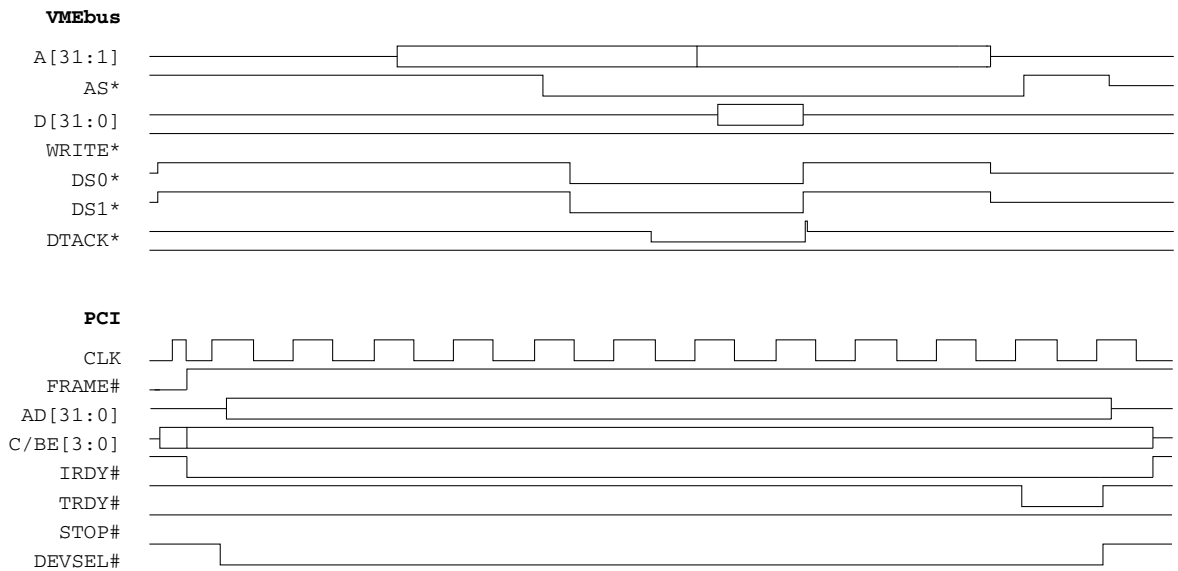 VMEbus
A[31:1]
AS*
D[31:0]
WRITE*
DS0*
DS1*
DTACK*
PCI
CLK
FRAME#
AD[31:0]
C/BE[3:0]
IRDY#
TRDY#
STOP#
DEVSEL#